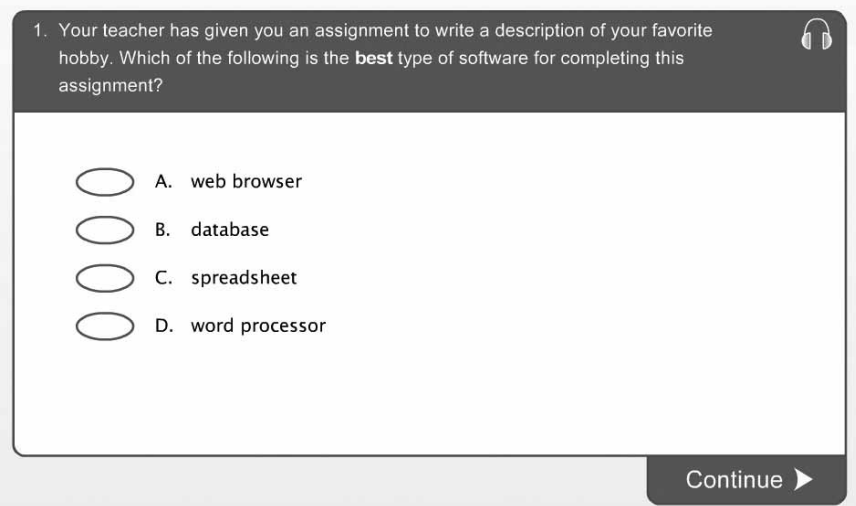 1. Your teacher has given you an assignment to write a description of your favorite
hobby. Which of the following is the best type of software for completing this
assignment?
A. web browser
B. database
C. spreadsheet
D. word processor
Continue